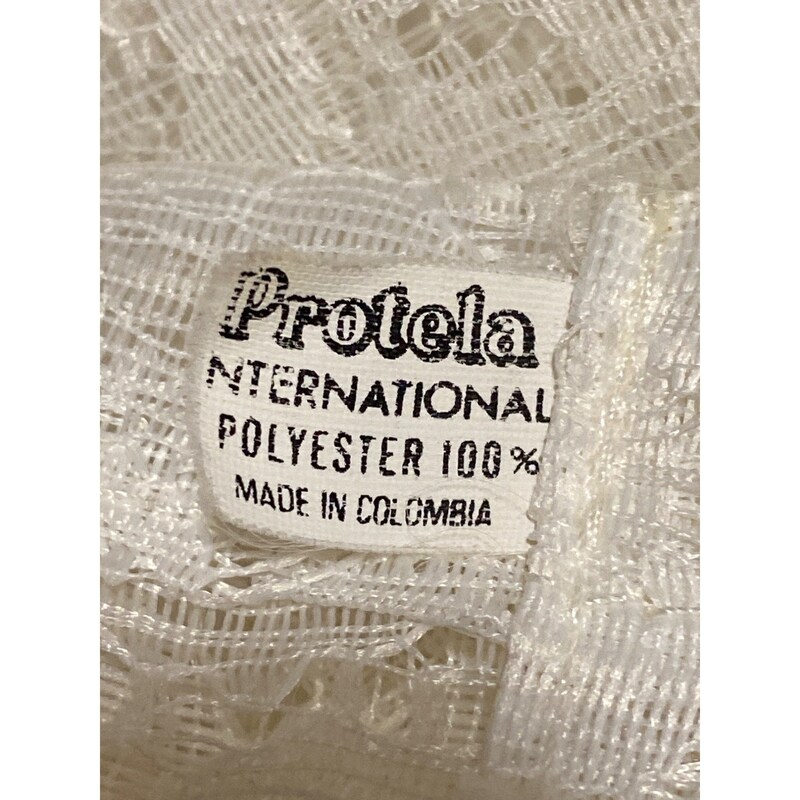 Protela
NTERNATIONAL
POLYESTER 100%
MADE IN COLOMBIA